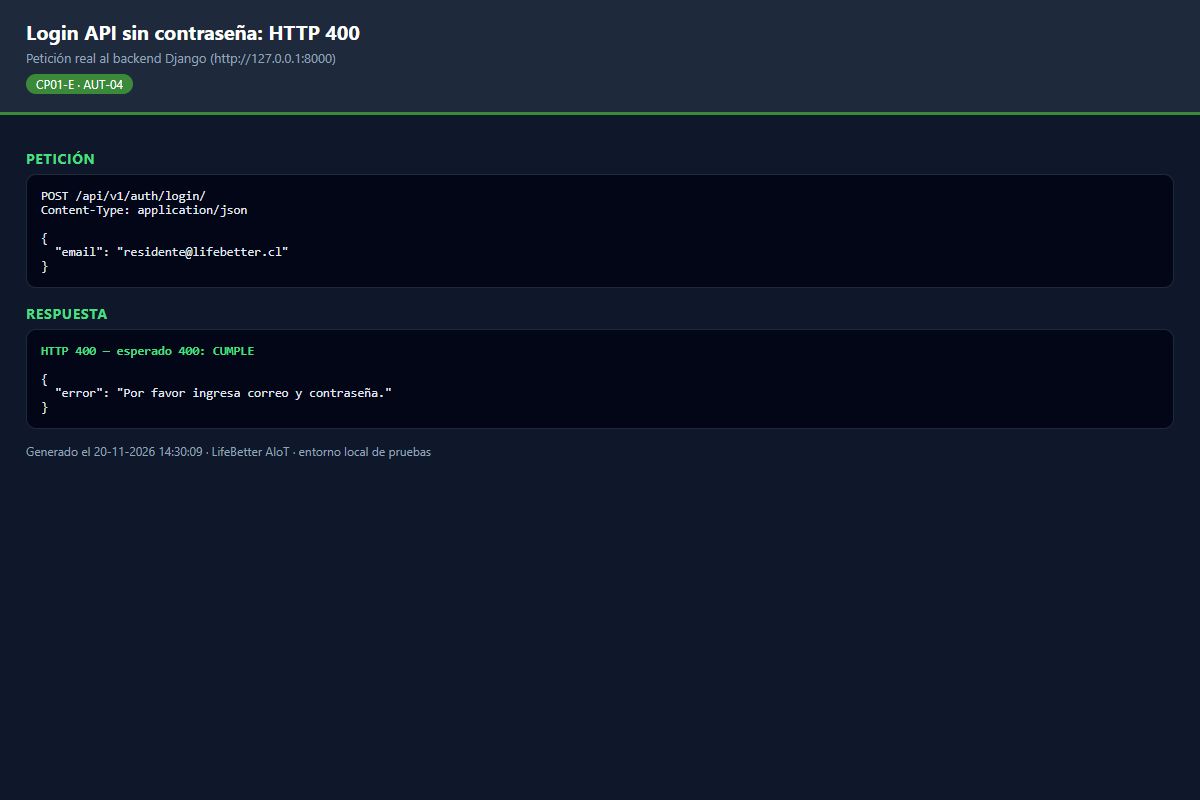 Login API sin contraseña: HTTP 400
Petición real al backend Django (http://127.0.0.1:8000)
CP01-E · AUT-04
PETICIÓN
POST /api/v1/auth/login/
Content-Type: application/json
{
  "email": "residente@lifebetter.cl"
}
RESPUESTA
HTTP 400 — esperado 400: CUMPLE
{
  "error": "Por favor ingresa correo y contraseña."
}
Generado el 20-11-2026 14:30:09 · LifeBetter AIoT · entorno local de pruebas